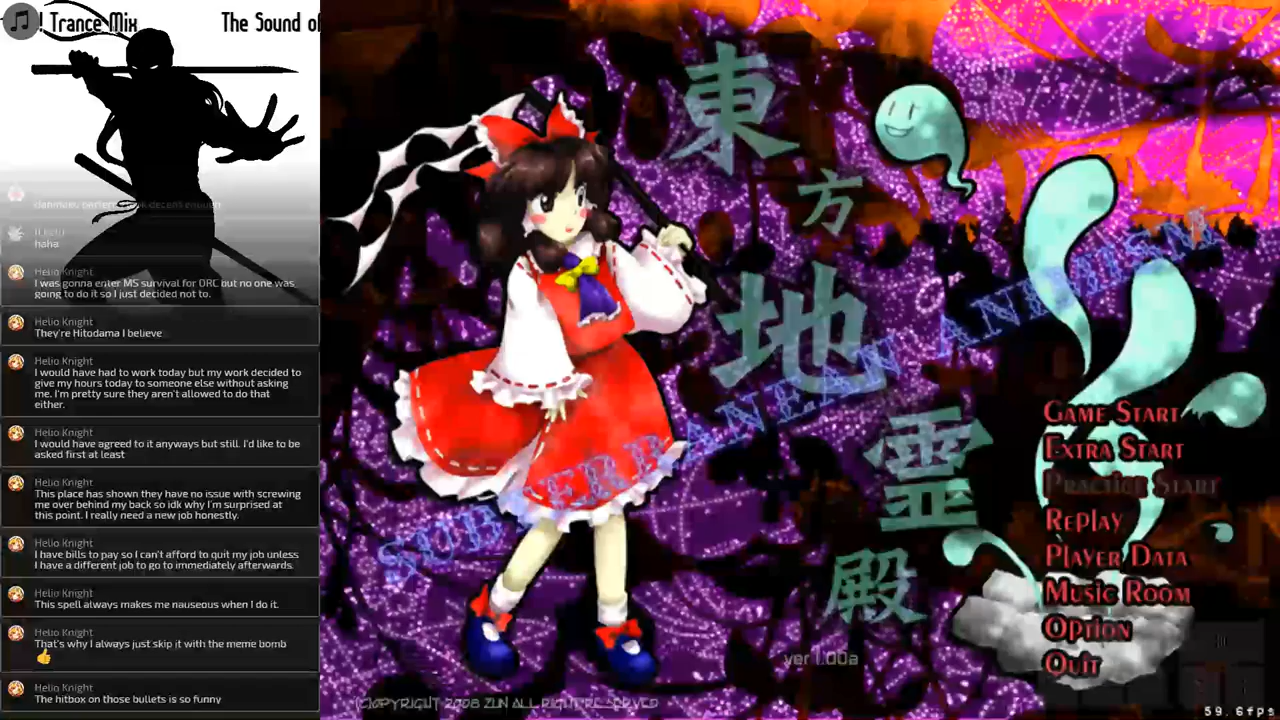 ! Trance Mix The Sound of
haha
Helio Knight
I was gonna enter MS survival for DRC but no one was
going to do it so I just decided not to.
Helio Knight
They're Hitodama I believe
Helio Knight
I would have had to work today but my work decided to
give my hours today to someone else without asking
me. I'm pretty sure they aren't allowed to do that
either.
Helio Knight
I would have agreed to it anyways but still. I'd like to be
asked first at least
Helio Knight
This place has shown they have no issue with screwing
me over behind my back so idk why I'm surprised at
this point. I really need a new job honestly.
Helio Knight
I have bills to pay so I can't afford to quit my job unless
I have a different job to go to immediately afterwards.
Helio Knight
This spell always makes me nauseous when I do it.
Helio Knight
That's why I always just skip it with the meme bomb
👍
Helio Knight
The hitbox on those bullets is so funny
東方地霊殿
SUBTERRANEAN ANIMISM
Game Start
Extra Start
Practice Start
Replay
Player Data
Music Room
Option
Quit
ver 1.00a
(C)OPYRIGHT 2008 ZUN ALL RIGHT RESERVED
59.6fps